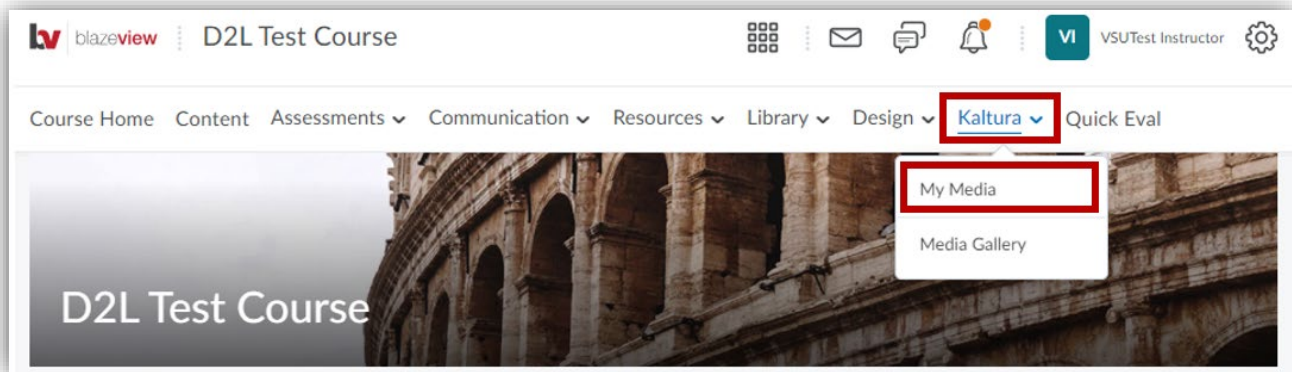 bv blazeview D2L Test Course VI VSUTest Instructor
Course Home Content Assessments Communication Resources Library Design Kaltura Quick Eval
My Media
Media Gallery
D2L Test Course